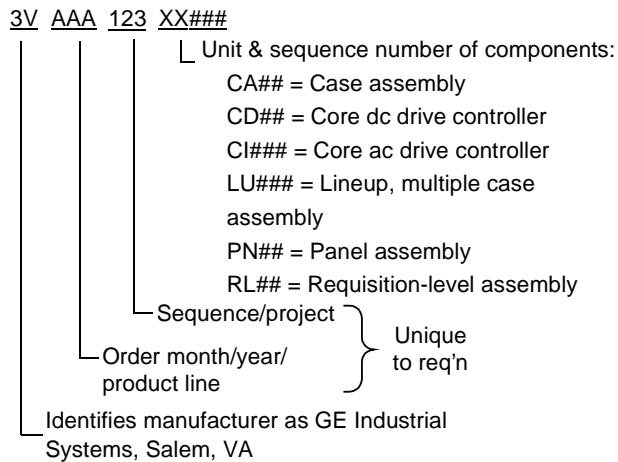 3V AAA 123 XX###
Unit & sequence number of components:
CA## = Case assembly
CD## = Core dc drive controller
CI### = Core ac drive controller
LU### = Lineup, multiple case
assembly
PN## = Panel assembly
RL## = Requisition-level assembly
Sequence/project
Unique
to req'n
Order month/year/
product line
Identifies manufacturer as GE Industrial
Systems, Salem, VA